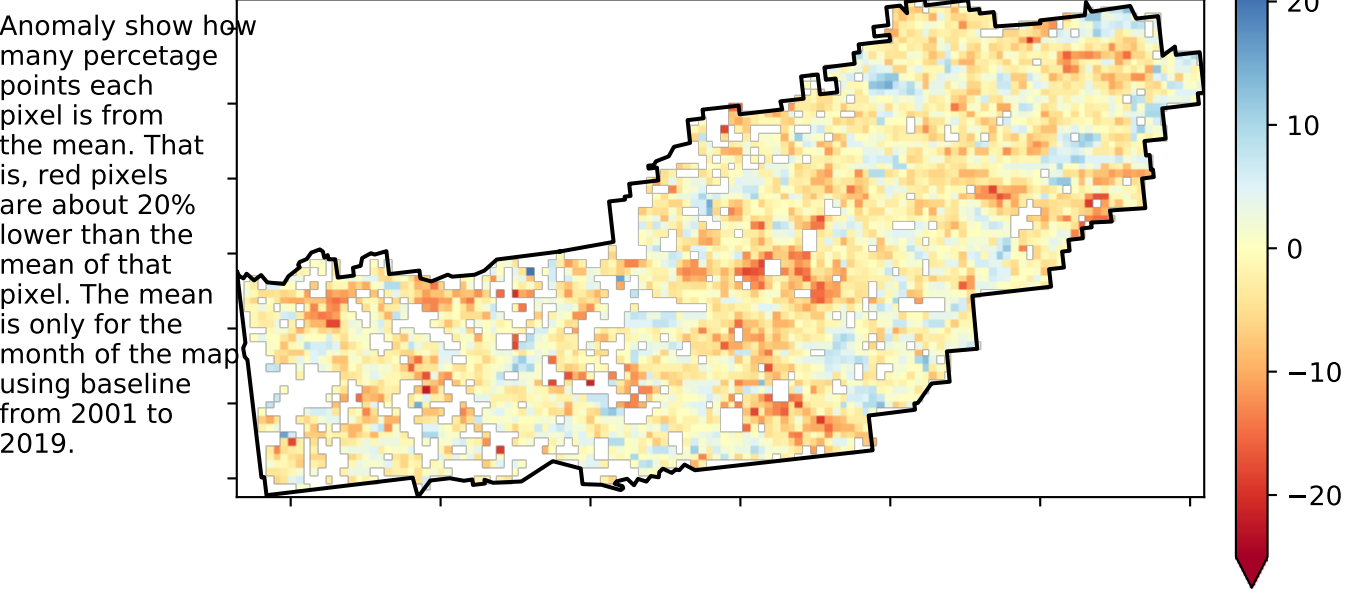 Anomaly show how
many percetage
points each
pixel is from
the mean. That
is, red pixels
are about 20%
lower than the
mean of that
pixel. The mean
is only for the
month of the map
using baseline
from 2001 to
2019.
20
10
0
−10
−20